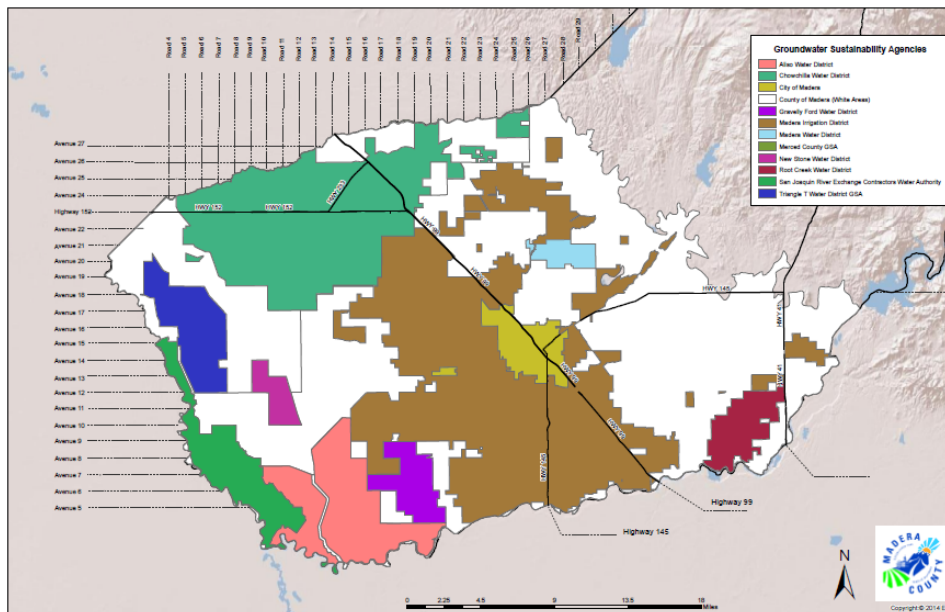 Road 4
Road 5
Road 6
Road 7
Road 8
Road 9
Road 10
Road 11
Road 13
Road 14
Road 15
Road 16
Road 17
Road 18
Road 19
Road 20
Road 21
Road 22
Road 23
Road 24
Road 25
Road 26
Road 27
Road 28
Road 29
Groundwater Sustainability Agencies
Aliso Water District
Chowchilla Water District
City of Madera
County of Madera (White Areas)
Gravelly Ford Water District
Madera Irrigation District
Madera Water District
Merced County GSA
New Stone Water District
Root Creek Water District
San Joaquin River Exchange Contractors Water Authority
Triangle T Water District GSA
Avenue 27
Avenue 26
Avenue 25
Avenue 24
Highway 152
Avenue 22
Avenue 21
Avenue 20
Avenue 19
Avenue 18
Avenue 17
Avenue 16
Avenue 15
Avenue 14
Avenue 13
Avenue 12
Avenue 11
Avenue 10
Avenue 9
Avenue 8
Avenue 7
Avenue 6
Avenue 5
HWY 233
HWY 152
HWY 152
HWY 99
HWY 99
HWY 145
HWY 41
HWY 41
HWY 99
HWY 99
HWY 145
Highway 99
Highway 145
N
MADERA
COUNTY
0 2.25 4.5 9 13.5 18
Miles